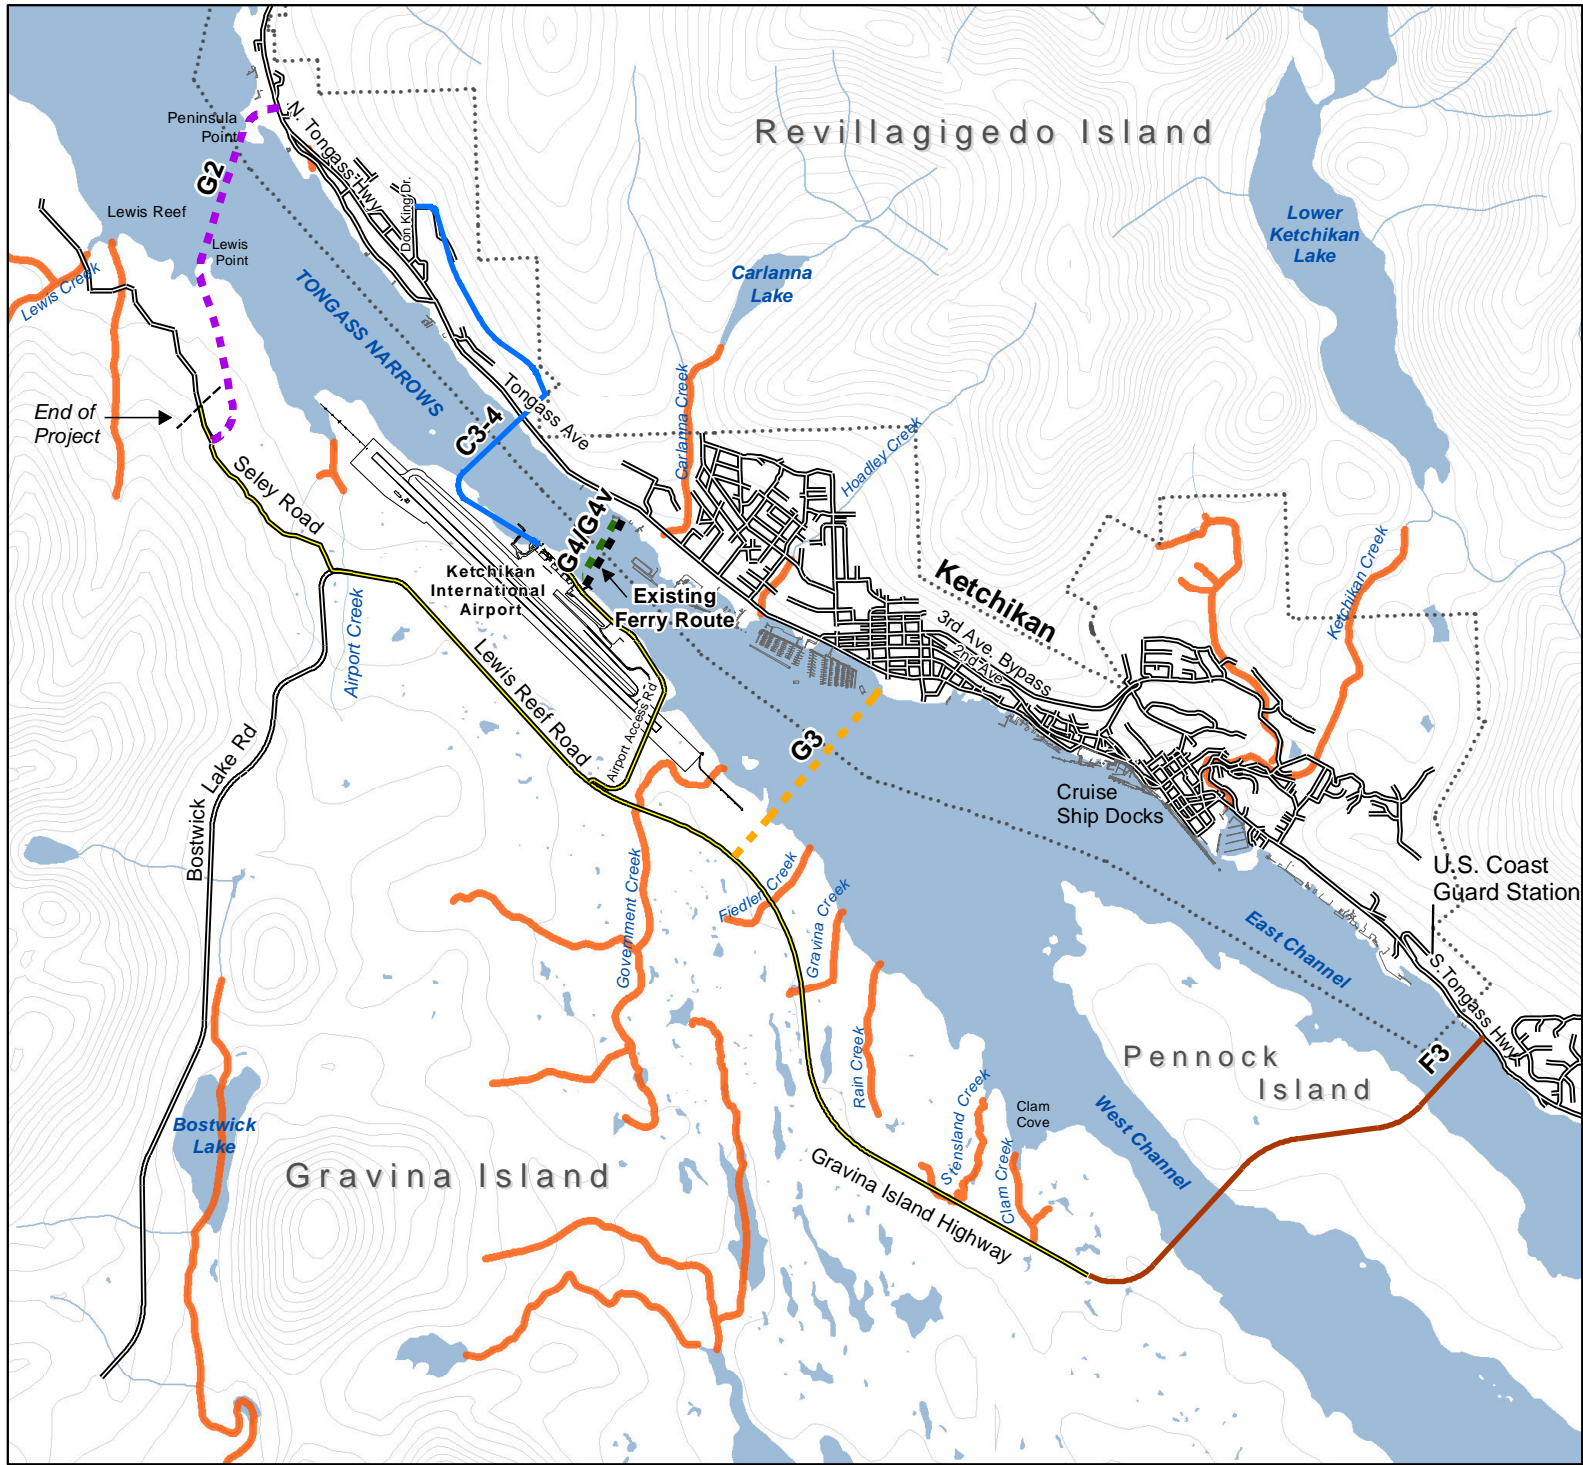 Revillagigedo Island
Peninsula
Point
N. Tongass Hwy
G2
Lewis Reef
Lewis
Point
Don King Dr.
Lewis Creek
TONGASS NARROWS
Carlanna
Lake
Lower
Ketchikan
Lake
End of
Project
C3-4
Tongass Ave
Carlanna Creek
Hoadley Creek
Seley Road
G4/G4v
Ketchikan
International
Airport
Existing
Ferry Route
Ketchikan
3rd Ave. Bypass
2nd Ave
Ketchikan Creek
Airport Creek
Lewis Reef Road
Airport Access Rd
G3
Bostwick Lake Rd
Cruise
Ship Docks
U.S. Coast
Guard Station
Government Creek
Fiedler Creek
Gravina Creek
East Channel
S. Tongass Hwy
F3
Rain Creek
Pennock
Island
Stensland Creek
Clam
Cove
Clam Creek
West Channel
Bostwick
Lake
Gravina Island
Gravina Island Highway